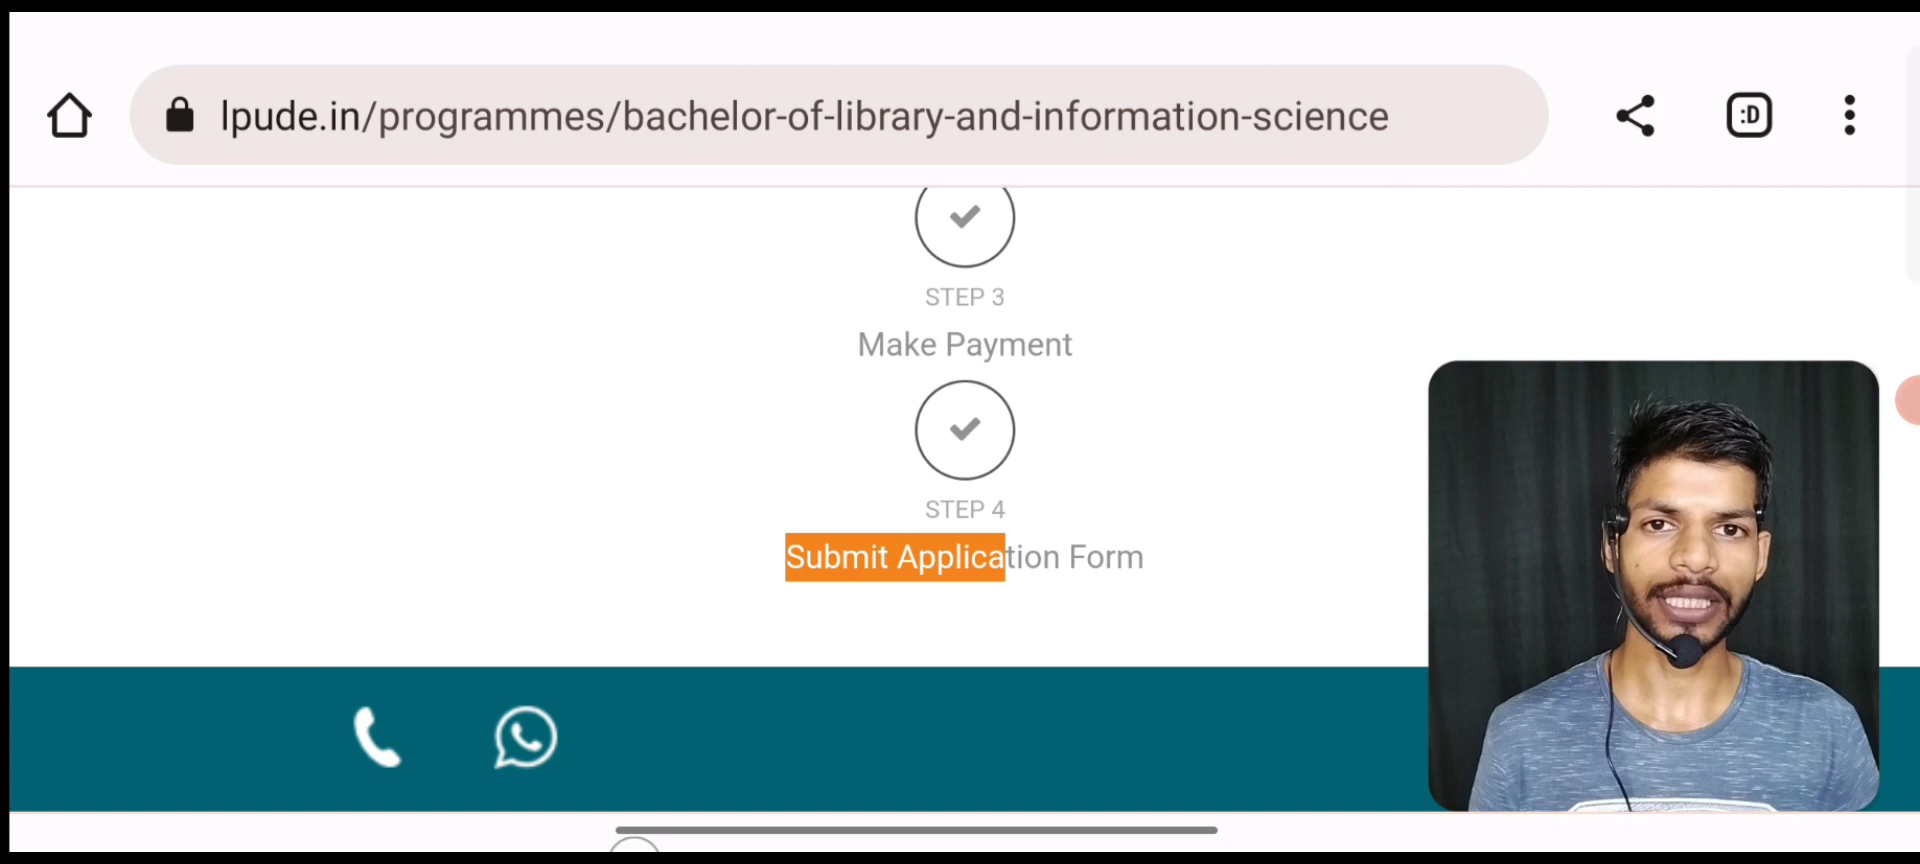 lpude.in/programmes/bachelor-of-library-and-information-science
:D
STEP 3
Make Payment
STEP 4
Submit Application Form